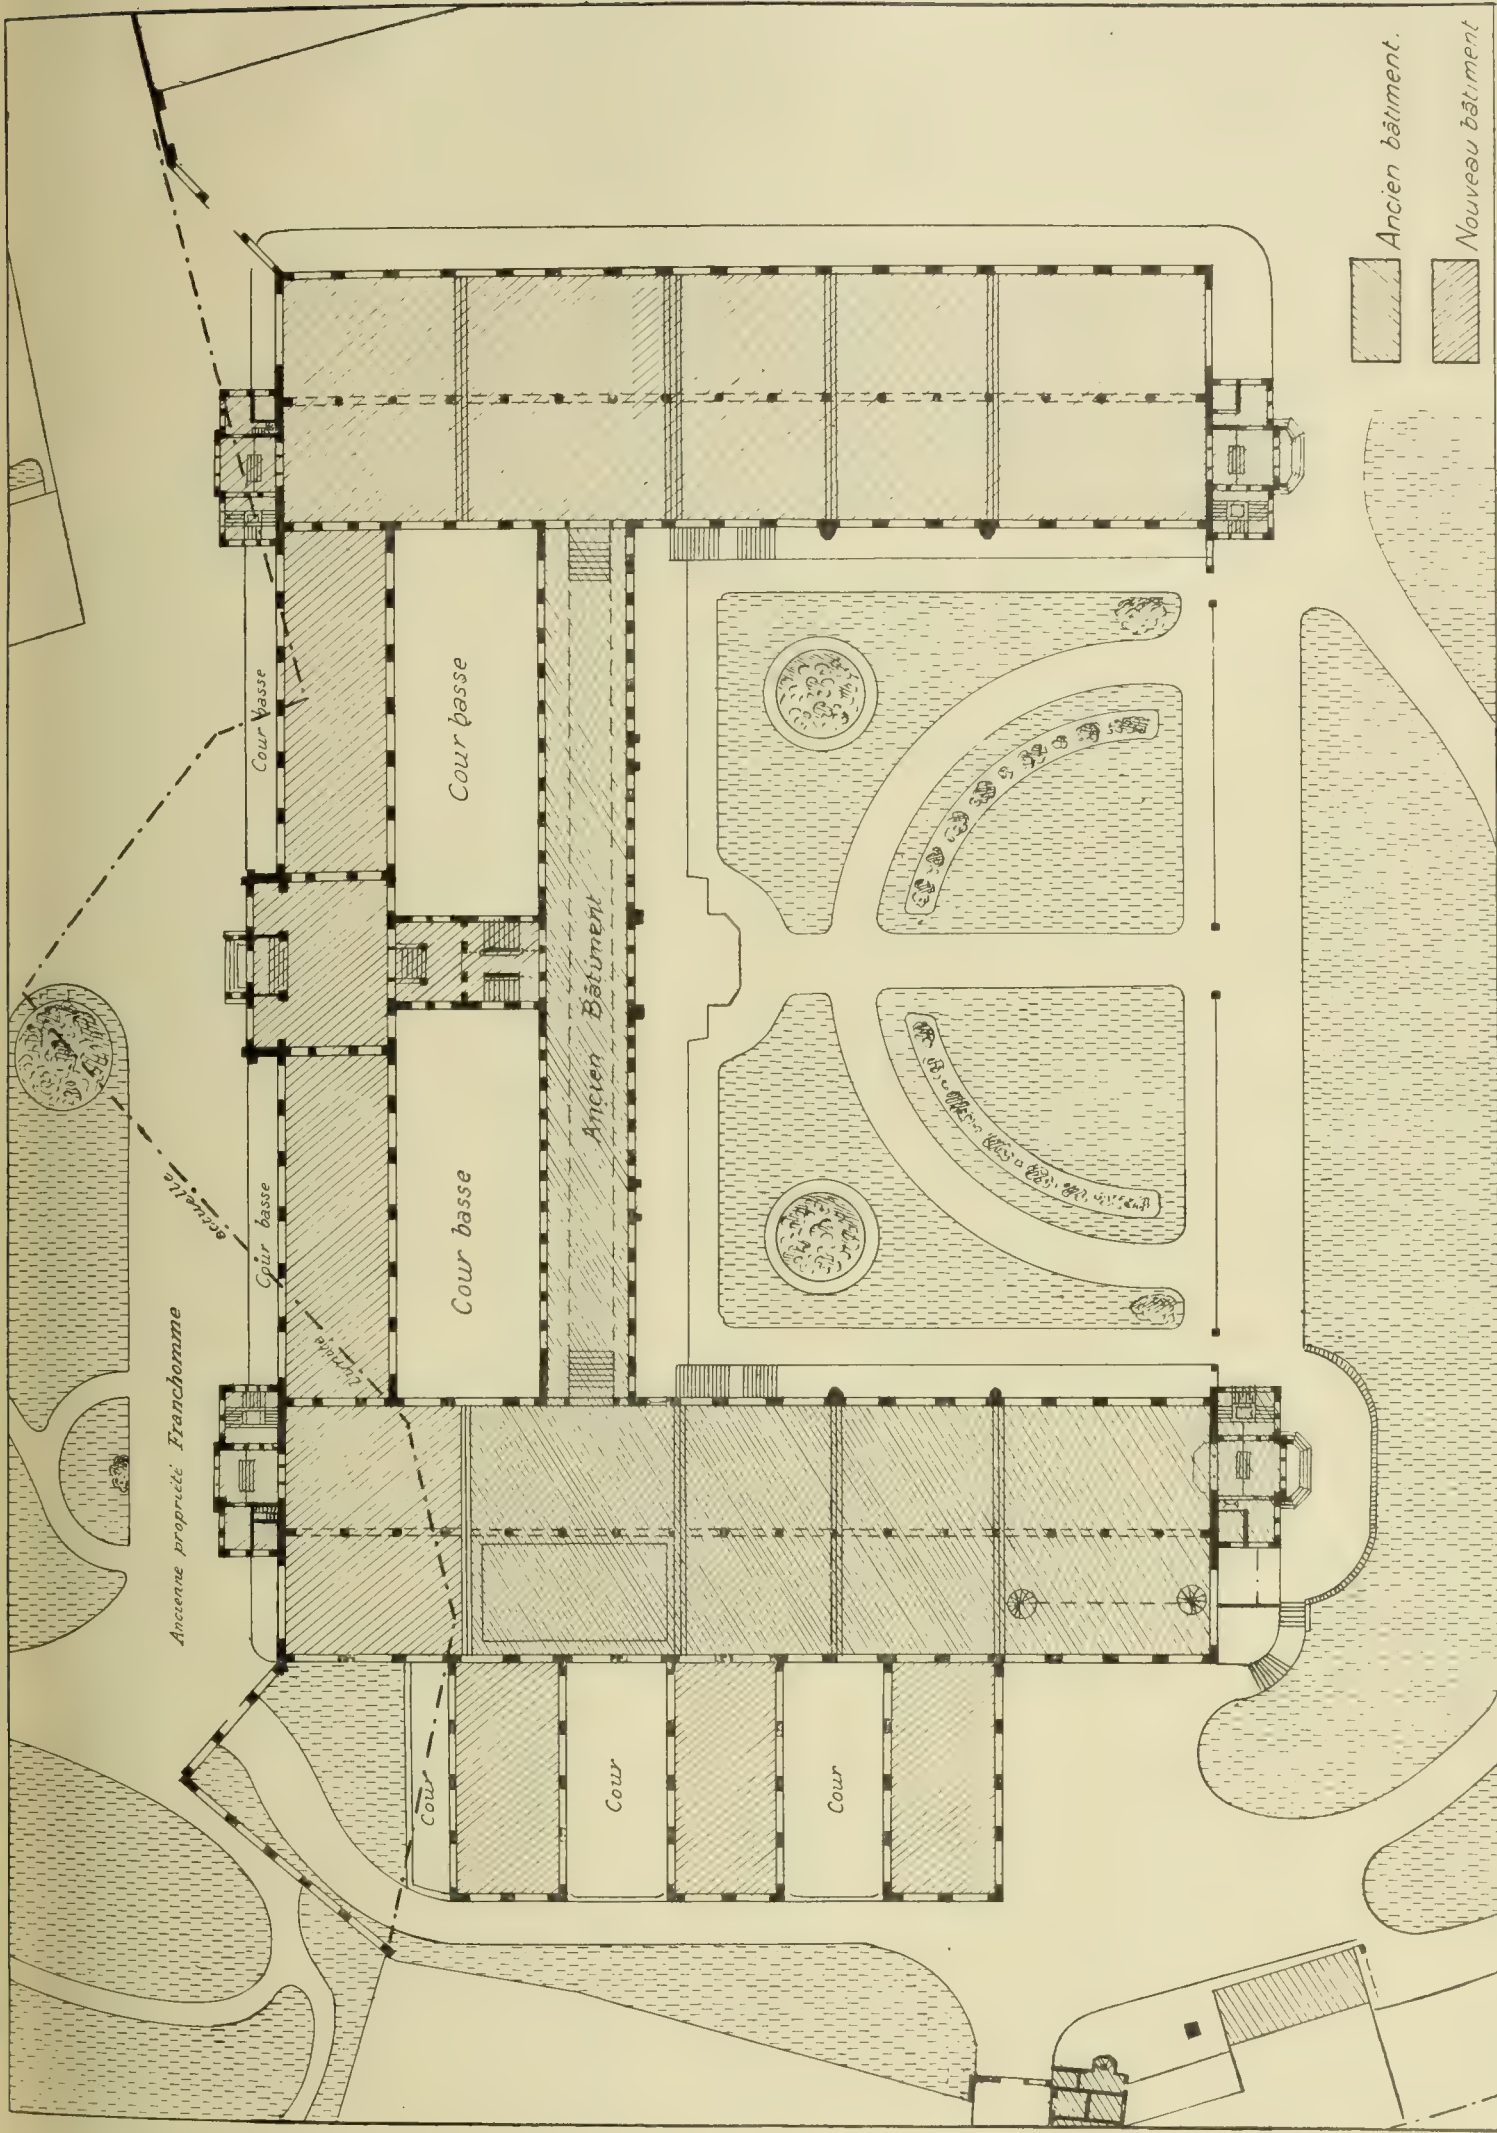 Ancien bâtiment.
Nouveau bâtiment
Cour basse
Cour basse
Ancien Bâtiment
Cour basse
Cour basse
Limite
actuelle
Ancienne propriété Franchomme
Cour
Cour
Cour